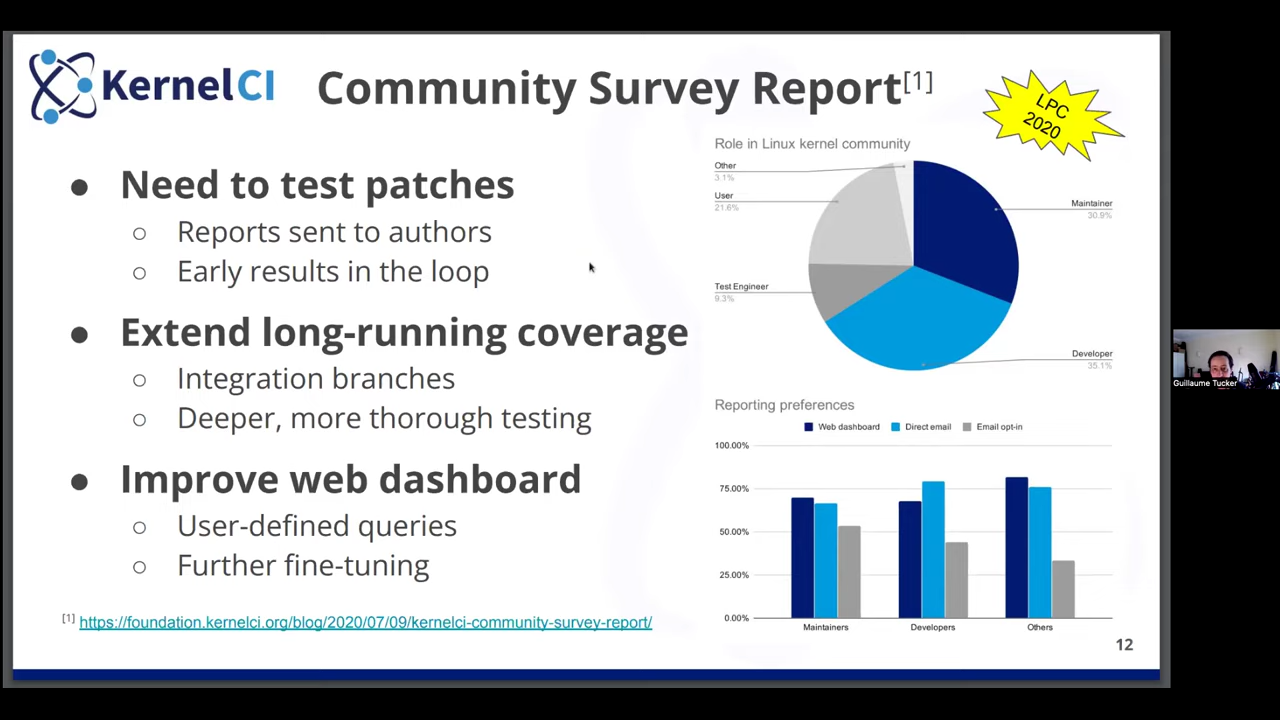 KernelCI
Community Survey Report[1]
LPC
2020
● Need to test patches
○ Reports sent to authors
○ Early results in the loop
● Extend long-running coverage
○ Integration branches
○ Deeper, more thorough testing
● Improve web dashboard
○ User-defined queries
○ Further fine-tuning
[1] https://foundation.kernelci.org/blog/2020/07/09/kernelci-community-survey-report/
Role in Linux kernel community
Other
3.1%
User
21.6%
Test Engineer
9.3%
Maintainer
30.9%
Developer
35.1%
Reporting preferences
Web dashboard Direct email Email opt-in
100.00%
75.00%
50.00%
25.00%
0.00%
Maintainers Developers Others
12
Guillaume Tucker